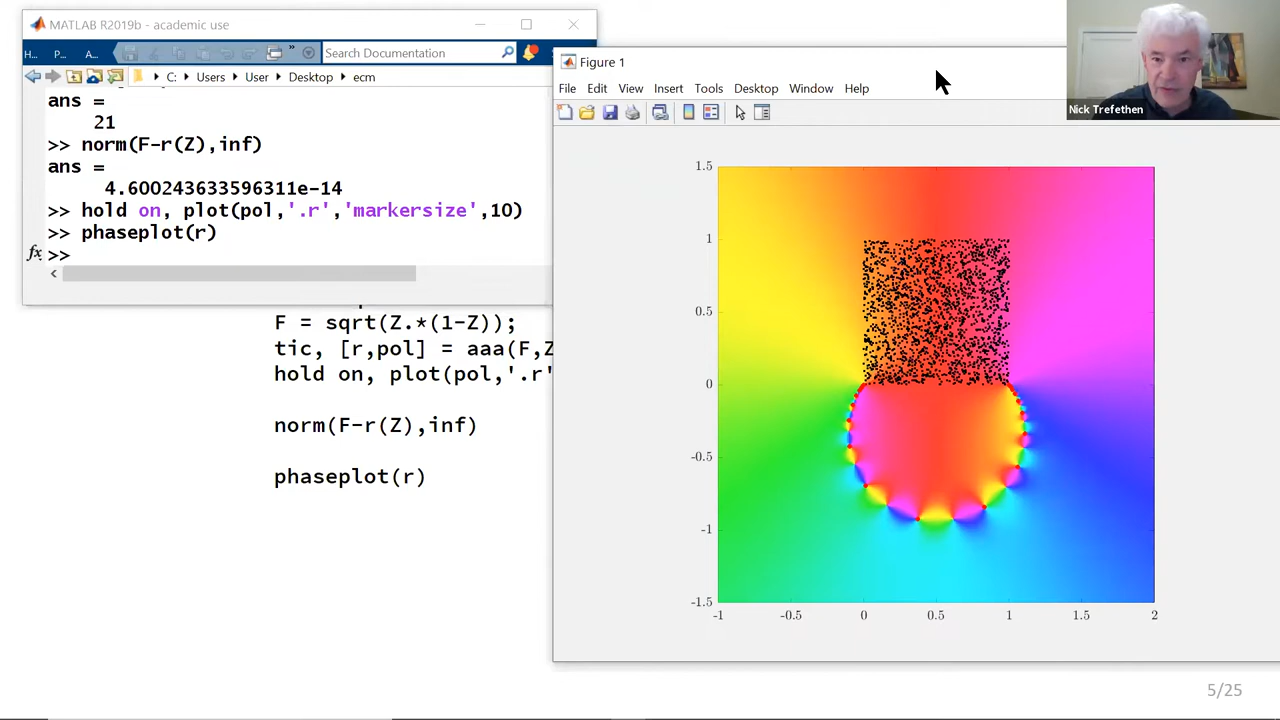 MATLAB R2019b - academic use
H... P... A... » Search Documentation
C: › Users › User › Desktop › ecm
ans =
21
>> norm(F-r(Z),inf)
ans =
4.600243633596311e-14
>> hold on, plot(pol,'.r','markersize',10)
>> phaseplot(r)
fx >>
F = sqrt(Z.*(1-Z));
tic, [r,pol] = aaa(F,Z
hold on, plot(pol,'.r'
norm(F-r(Z),inf)
phaseplot(r)
Figure 1
File Edit View Insert Tools Desktop Window Help
1.5
1
0.5
0
-0.5
-1
-1.5
-1 -0.5 0 0.5 1 1.5 2
Nick Trefethen
5/25